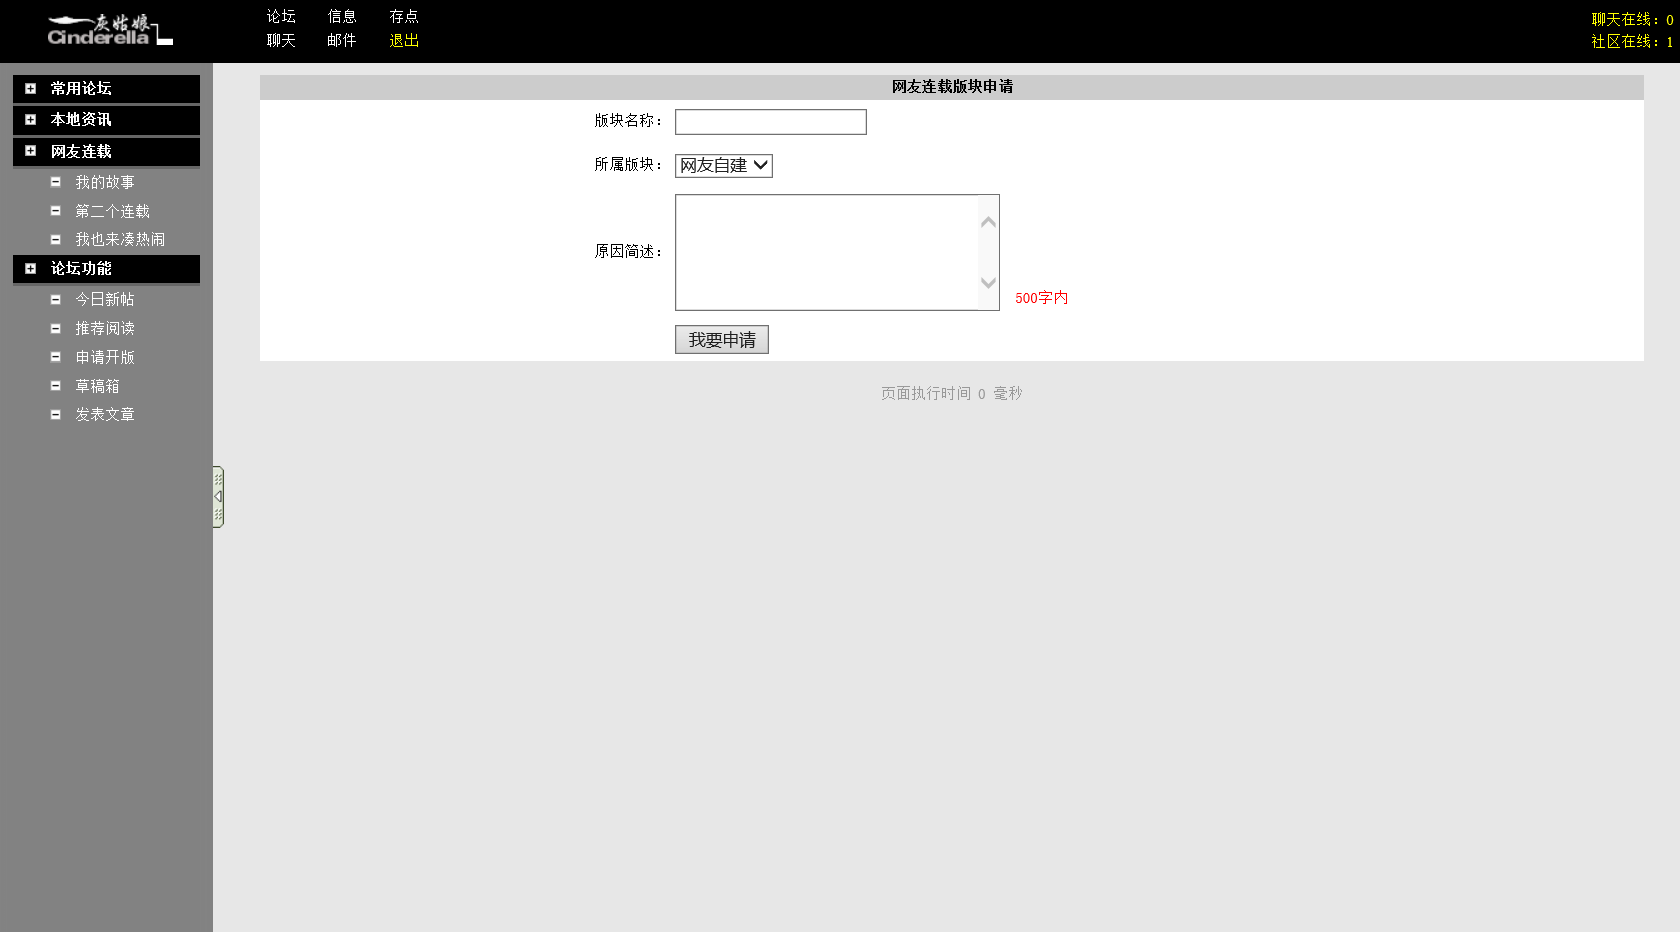 灰姑娘
Cinderella
论坛 信息 存点
聊天 邮件 退出
聊天在线：0
社区在线：1
常用论坛
本地资讯
网友连载
我的故事
第二个连载
我也来凑热闹
论坛功能
今日新帖
推荐阅读
申请开版
草稿箱
发表文章
网友连载版块申请
版块名称：
所属版块： 网友自建
原因简述：
500字内
我要申请
页面执行时间 0 毫秒